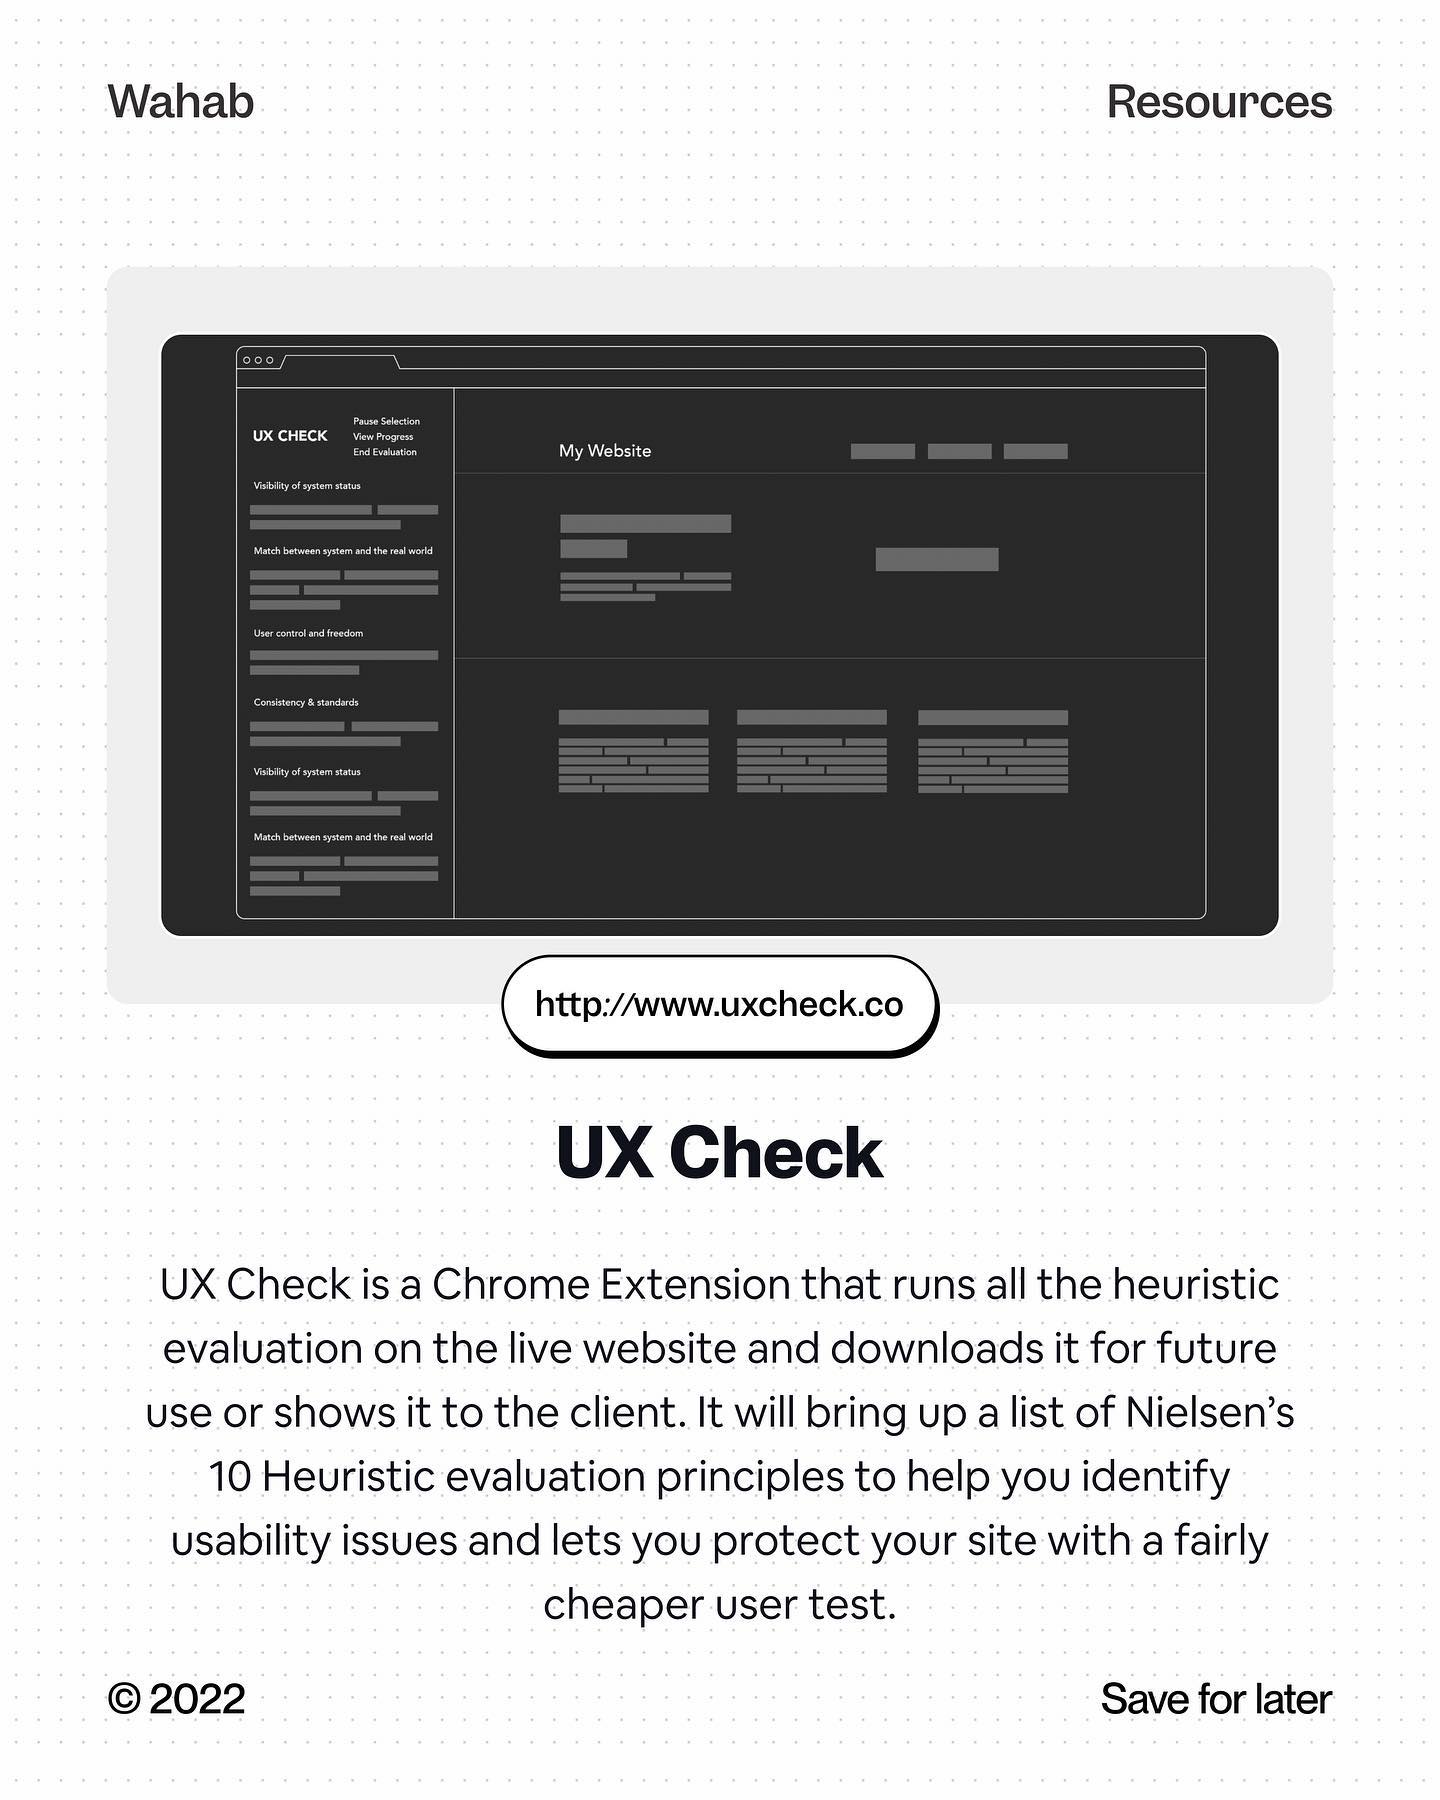 Wahab
Resources
UX CHECK
Pause Selection
View Progress
End Evaluation
Visibility of system status
Match between system and the real world
User control and freedom
Consistency & standards
Visibility of system status
Match between system and the real world
My Website
http://www.uxcheck.co
UX Check
UX Check is a Chrome Extension that runs all the heuristic
evaluation on the live website and downloads it for future
use or shows it to the client. It will bring up a list of Nielsen’s
10 Heuristic evaluation principles to help you identify
usability issues and lets you protect your site with a fairly
cheaper user test.
© 2022
Save for later